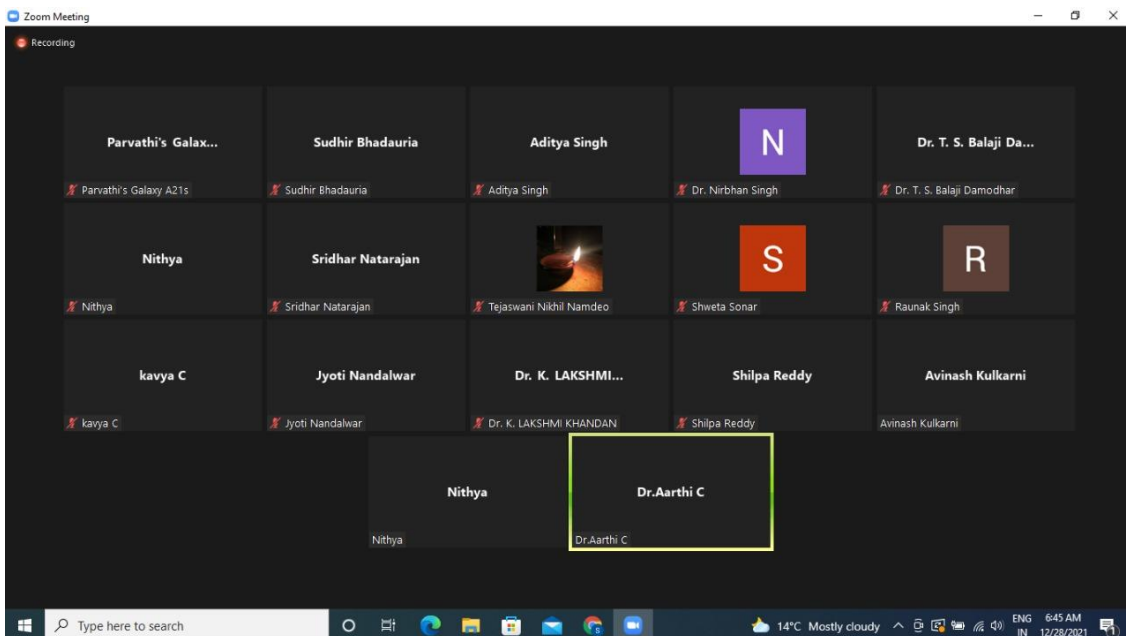 Zoom Meeting
Recording
Parvathi's Galax... Sudhir Bhadauria Aditya Singh N Dr. T. S. Balaji Da...
Parvathi's Galaxy A21s Sudhir Bhadauria Aditya Singh Dr. Nirbhan Singh Dr. T. S. Balaji Damodhar
Nithya Sridhar Natarajan S R
Nithya Sridhar Natarajan Tejaswani Nikhil Namdeo Shweta Sonar Raunak Singh
kavya C Jyoti Nandalwar Dr. K. LAKSHMI... Shilpa Reddy Avinash Kulkarni
kavya C Jyoti Nandalwar Dr. K. LAKSHMI KHANDAN Shilpa Reddy Avinash Kulkarni
Nithya Dr.Aarthi C
Nithya Dr.Aarthi C
Type here to search 14°C Mostly cloudy ENG 6:45 AM
IN 12/28/2021